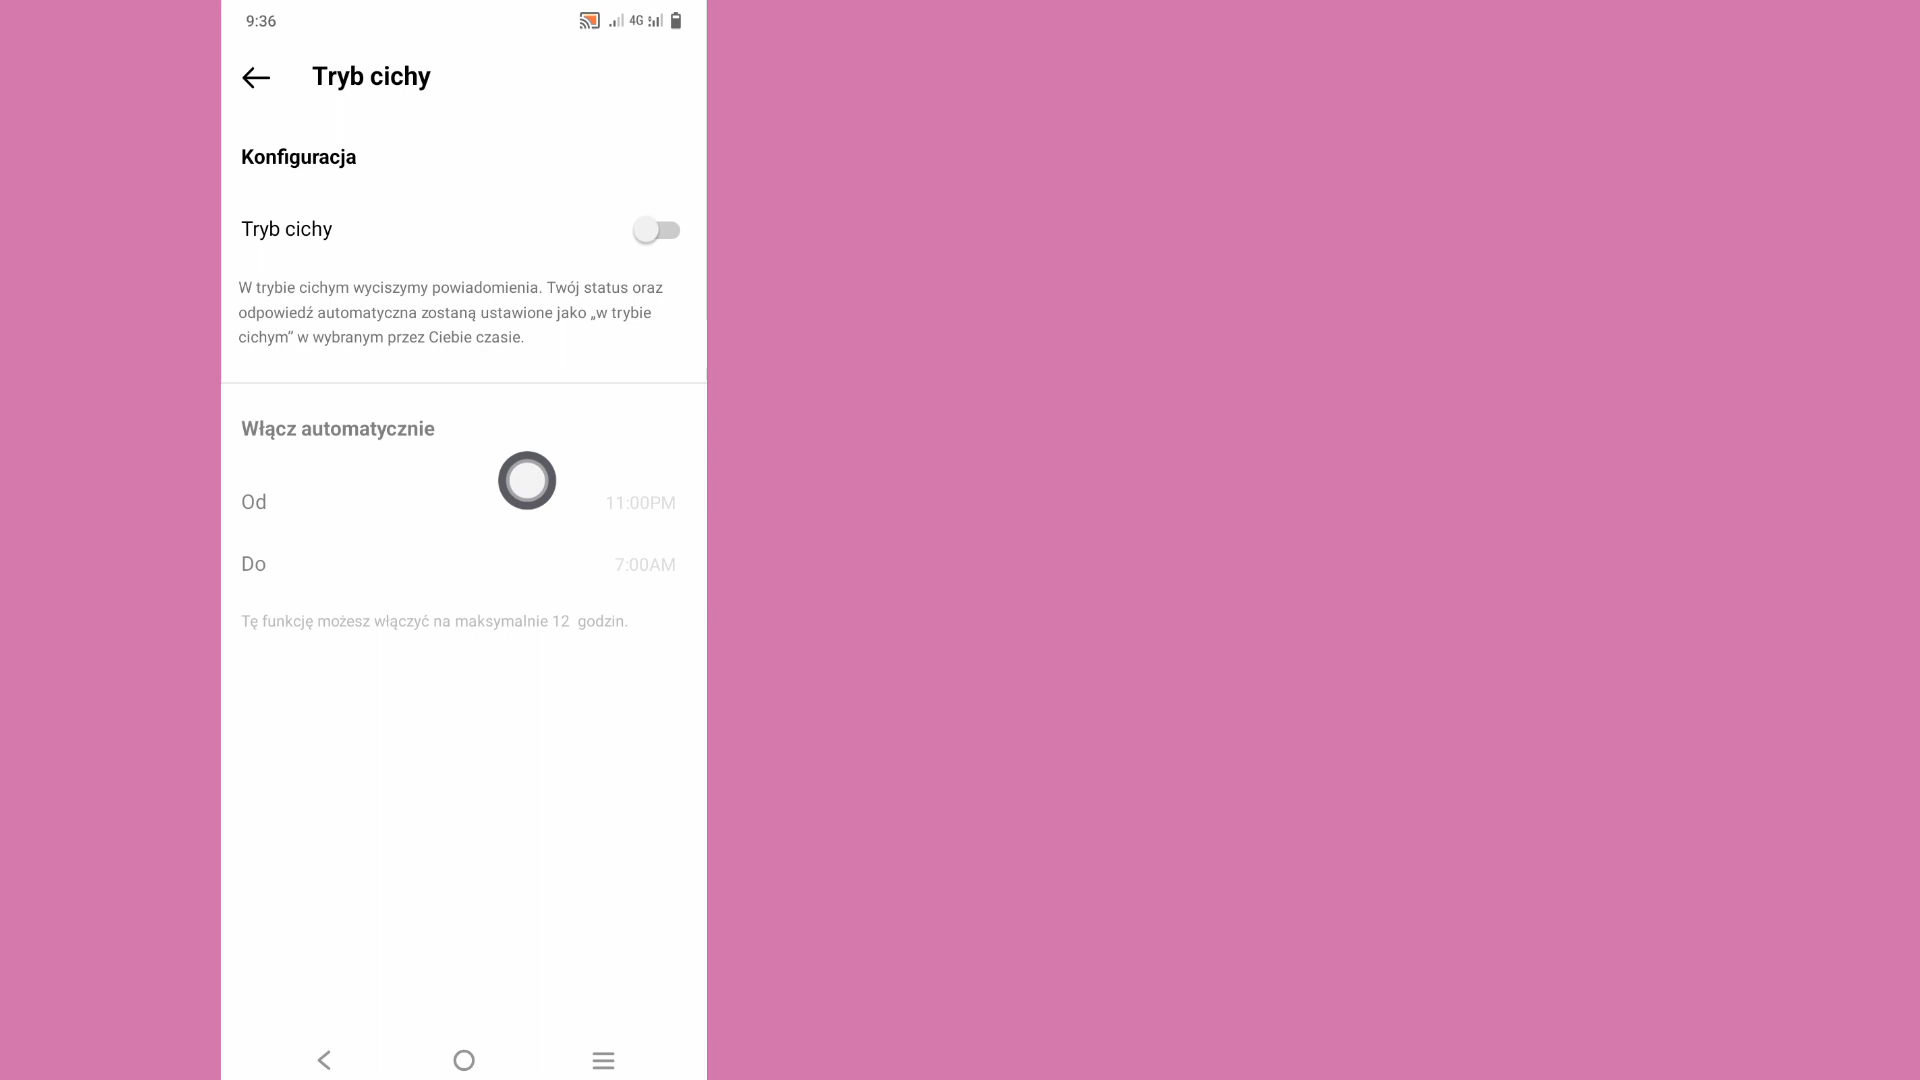 9:36
4G
Tryb cichy
Konfiguracja
Tryb cichy
W trybie cichym wyciszymy powiadomienia. Twój status oraz
odpowiedź automatyczna zostaną ustawione jako „w trybie
cichym” w wybranym przez Ciebie czasie.
Włącz automatycznie
Od 11:00PM
Do 7:00AM
Tę funkcję możesz włączyć na maksymalnie 12 godzin.